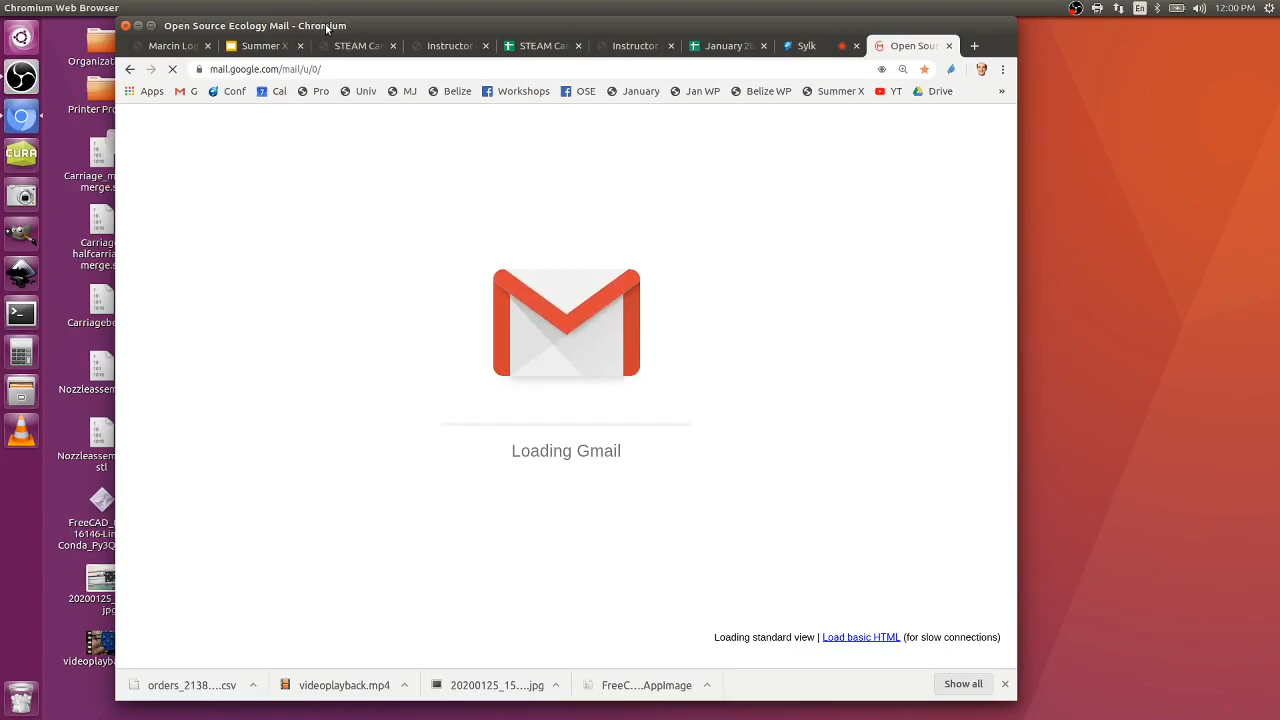 Chromium Web Browser
En
12:00 PM
Open Source Ecology Mail - Chromium
Marcin Lo
Summer X
STEAM Ca
Instructor
STEAM Ca
Instructor
January 20
Sylk
Open Sour
mail.google.com/mail/u/0/
Apps
G
Conf
Cal
Pro
Univ
MJ
Belize
Workshops
OSE
January
Jan WP
Belize WP
Summer X
YT
Drive
»
Organizat
Printer Pr
Carriage_m
merge.s
Carriag
halfcarria
merge.s
Carriagebe
Nozzleassem
Nozzleassem
stl
FreeCAD_
16146-Lin
Conda_Py3Q
20200125_
jpg
videoplayba
CURA
Loading Gmail
Loading standard view | Load basic HTML (for slow connections)
orders_2138....csv
videoplayback.mp4
20200125_15....jpg
FreeC....AppImage
Show all